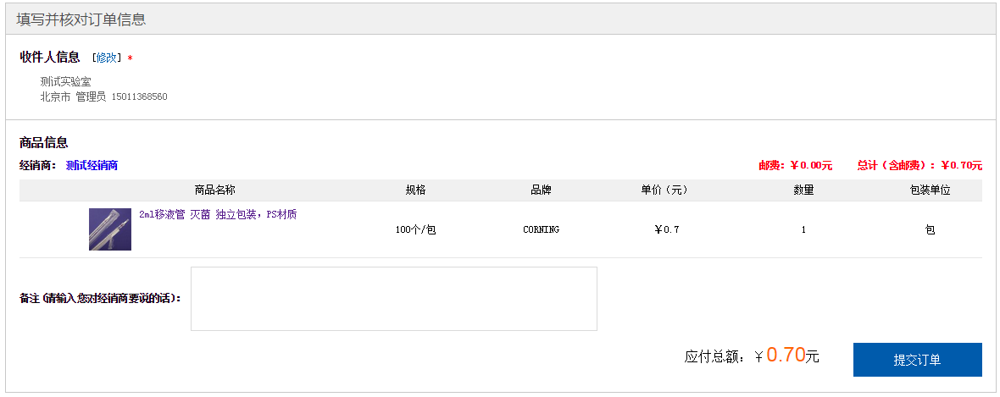 填写并核对订单信息
收件人信息 [修改] *
测试实验室
北京市 管理员 15011368560
商品信息
经销商: 测试经销商 邮费:￥0.00元 总计(含邮费):￥0.70元
商品名称 规格 品牌 单价(元) 数量 包装单位
2ml移液管 灭菌 独立包装,PS材质
100个/包 CORNING ￥0.7 1 包
备注(请输入您对经销商要说的话):
应付总额:￥0.70元 提交订单